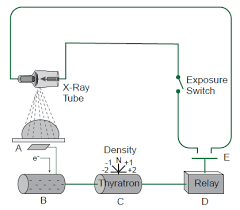 X-Ray
Tube
Exposure
Switch
A
Density
-1 N +1
-2 +2
E
e-
Thyratron
Relay
B
C
D